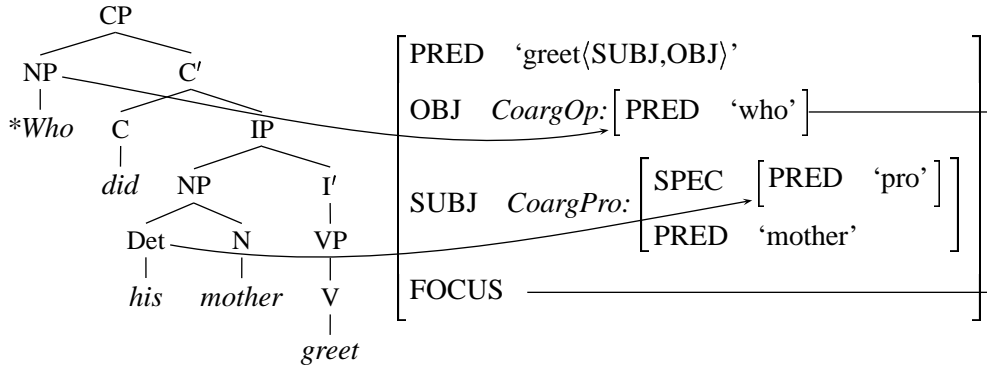 CP
NP C′
*Who C IP
did NP I′
Det N VP
his mother V
greet
PRED ‘greet⟨SUBJ,OBJ⟩’
OBJ CoargOp: [PRED ‘who’]
SUBJ CoargPro: [SPEC [PRED ‘pro’]
PRED ‘mother’]
FOCUS